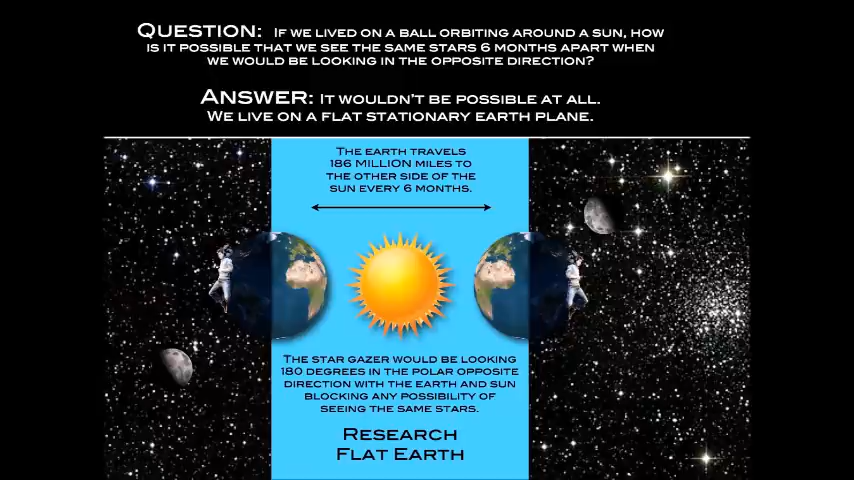 QUESTION: IF WE LIVED ON A BALL ORBITING AROUND A SUN, HOW
IS IT POSSIBLE THAT WE SEE THE SAME STARS 6 MONTHS APART WHEN
WE WOULD BE LOOKING IN THE OPPOSITE DIRECTION?
ANSWER: IT WOULDN'T BE POSSIBLE AT ALL.
WE LIVE ON A FLAT STATIONARY EARTH PLANE.
THE EARTH TRAVELS
186 MILLION MILES TO
THE OTHER SIDE OF THE
SUN EVERY 6 MONTHS.
THE STAR GAZER WOULD BE LOOKING
180 DEGREES IN THE POLAR OPPOSITE
DIRECTION WITH THE EARTH AND SUN
BLOCKING ANY POSSIBILITY OF
SEEING THE SAME STARS.
RESEARCH
FLAT EARTH